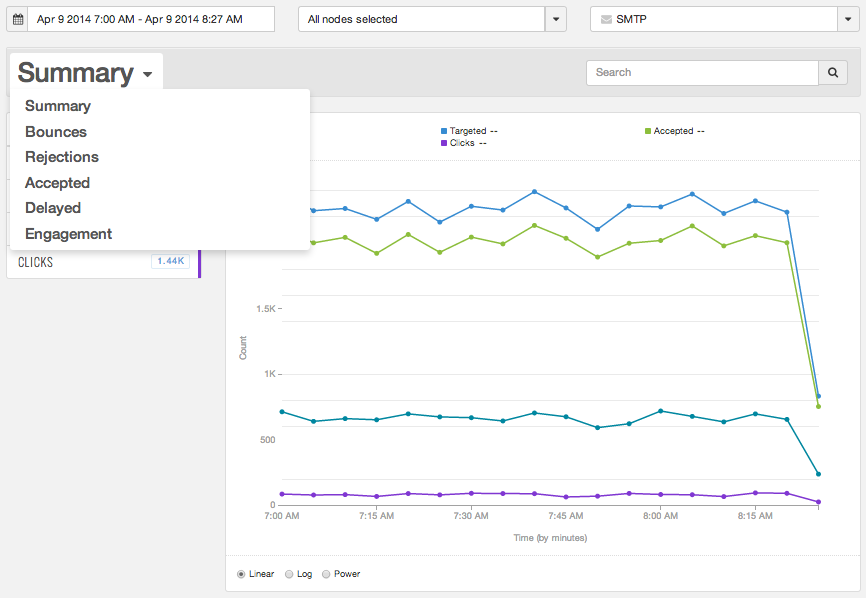 Apr 9 2014 7:00 AM - Apr 9 2014 8:27 AM
All nodes selected
SMTP
Summary
Search
Summary
Bounces
Rejections
Accepted
Delayed
Engagement
CLICKS
1.44K
Targeted --
Accepted --
Clicks --
1.5K
1K
500
0
Count
7:00 AM
7:15 AM
7:30 AM
7:45 AM
8:00 AM
8:15 AM
Time (by minutes)
Linear
Log
Power